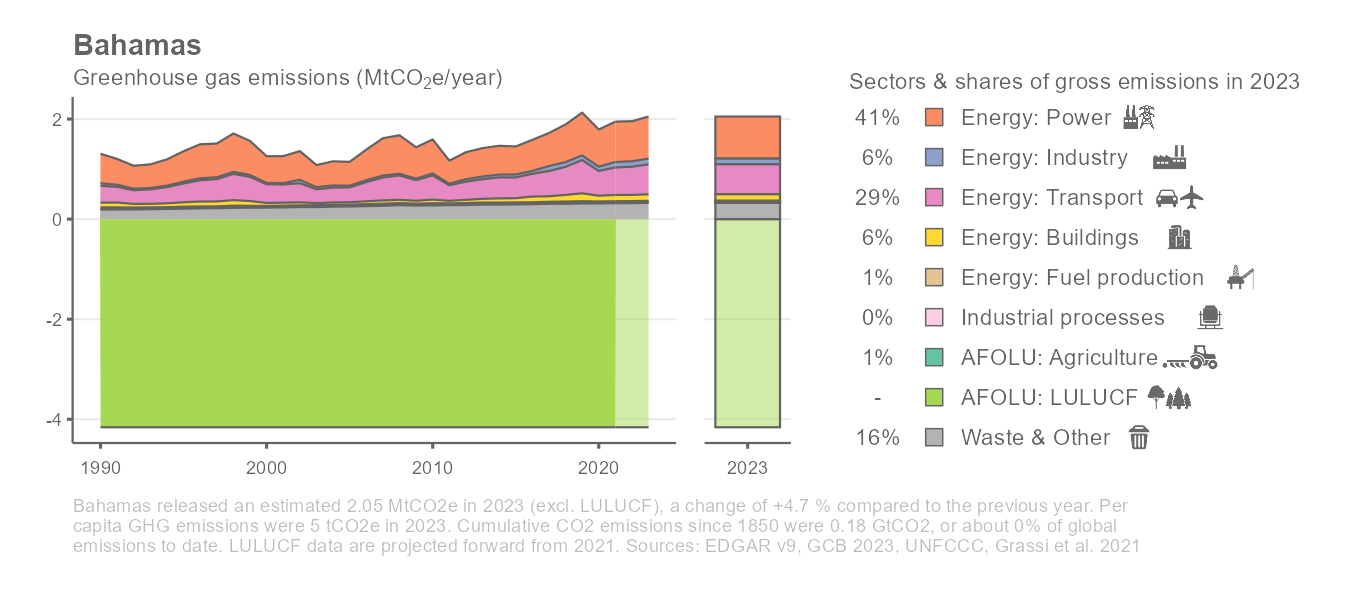 Bahamas
Greenhouse gas emissions (MtCO₂e/year)
Sectors & shares of gross emissions in 2023
2
0
-2
-4
1990
2000
2010
2020
2023
41% Energy: Power
6% Energy: Industry
29% Energy: Transport
6% Energy: Buildings
1% Energy: Fuel production
0% Industrial processes
1% AFOLU: Agriculture
- AFOLU: LULUCF
16% Waste & Other
Bahamas released an estimated 2.05 MtCO2e in 2023 (excl. LULUCF), a change of +4.7 % compared to the previous year. Per
capita GHG emissions were 5 tCO2e in 2023. Cumulative CO2 emissions since 1850 were 0.18 GtCO2, or about 0% of global
emissions to date. LULUCF data are projected forward from 2021. Sources: EDGAR v9, GCB 2023, UNFCCC, Grassi et al. 2021